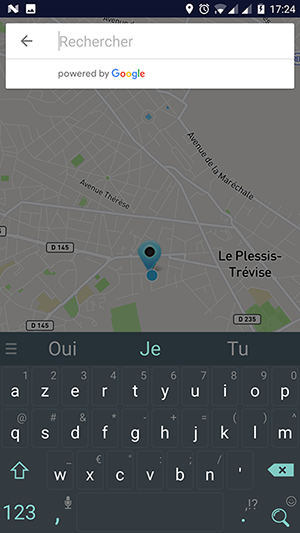 17:24
Rechercher
powered by Google
Avenue de la Maréchale
Avenue Thérèse
D 145
Le Plessis-
Trévise
D 145
D 235
Oui Je Tu
1 2 3 4 5 6 7 8 9 0
a z e r t y u i o p
@ # & * - + = ( )
q s d f g h j k l m
€ /
w x c v b n '
123 , . ,!?